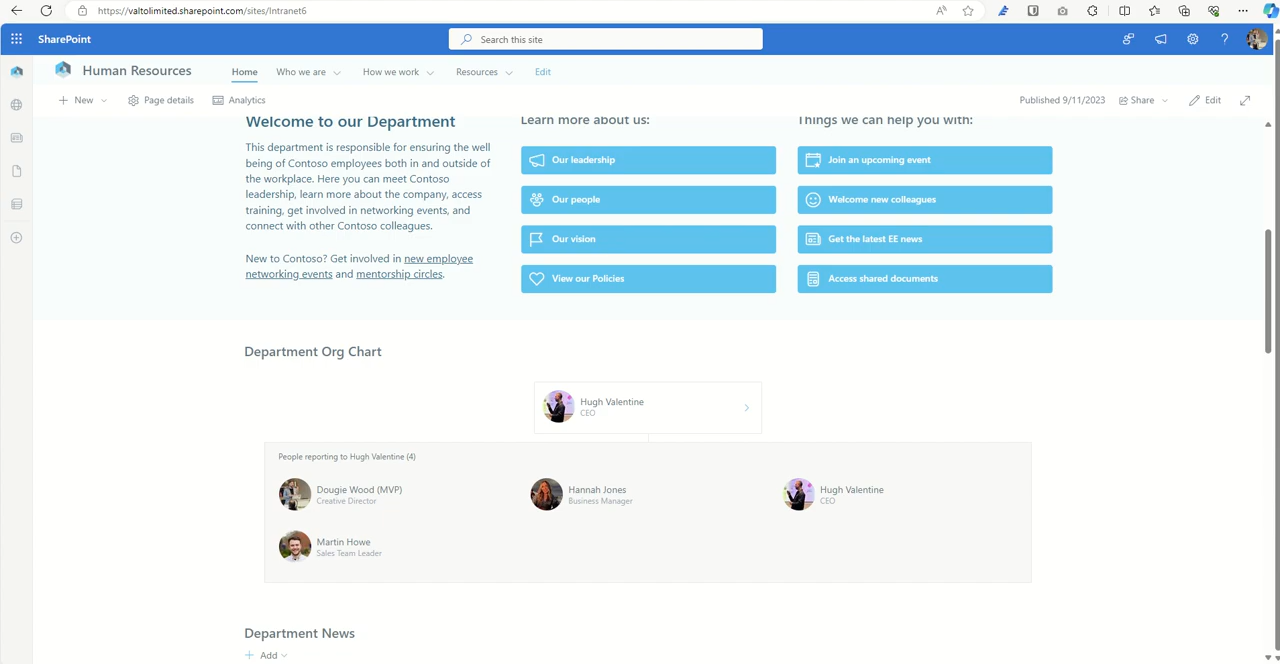 https://valtolimited.sharepoint.com/sites/Intranet6
SharePoint
Search this site
Human Resources
Home
Who we are
How we work
Resources
Edit
New
Page details
Analytics
Published 9/11/2023
Share
Edit
Welcome to our Department
This department is responsible for ensuring the well
being of Contoso employees both in and outside of
the workplace. Here you can meet Contoso
leadership, learn more about the company, access
training, get involved in networking events, and
connect with other Contoso colleagues.
New to Contoso? Get involved in new employee
networking events and mentorship circles.
Learn more about us:
Our leadership
Our people
Our vision
View our Policies
Things we can help you with:
Join an upcoming event
Welcome new colleagues
Get the latest EE news
Access shared documents
Department Org Chart
Hugh Valentine
CEO
People reporting to Hugh Valentine (4)
Dougie Wood (MVP)
Creative Director
Hannah Jones
Business Manager
Hugh Valentine
CEO
Martin Howe
Sales Team Leader
Department News
Add